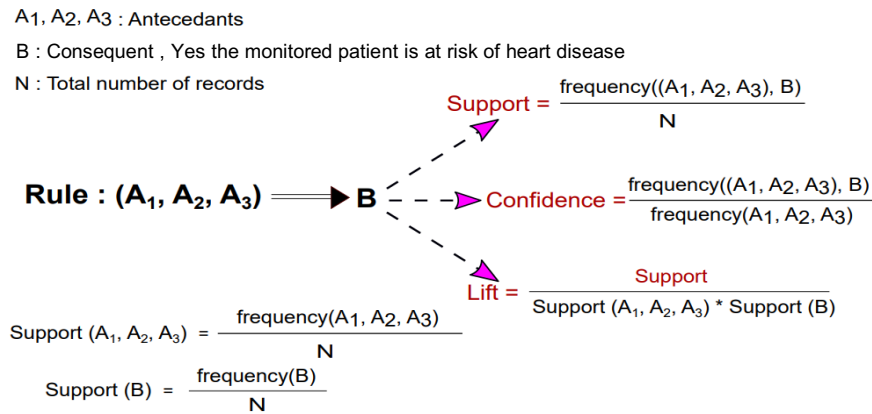 A1, A2, A3 : Antecedants
B : Consequent , Yes the monitored patient is at risk of heart disease
N : Total number of records
Support = frequency((A1, A2, A3), B)
N
Rule : (A1, A2, A3) B
Confidence = frequency((A1, A2, A3), B)
frequency(A1, A2, A3)
Lift = Support
Support (A1, A2, A3) * Support (B)
Support (A1, A2, A3) = frequency(A1, A2, A3)
N
Support (B) = frequency(B)
N